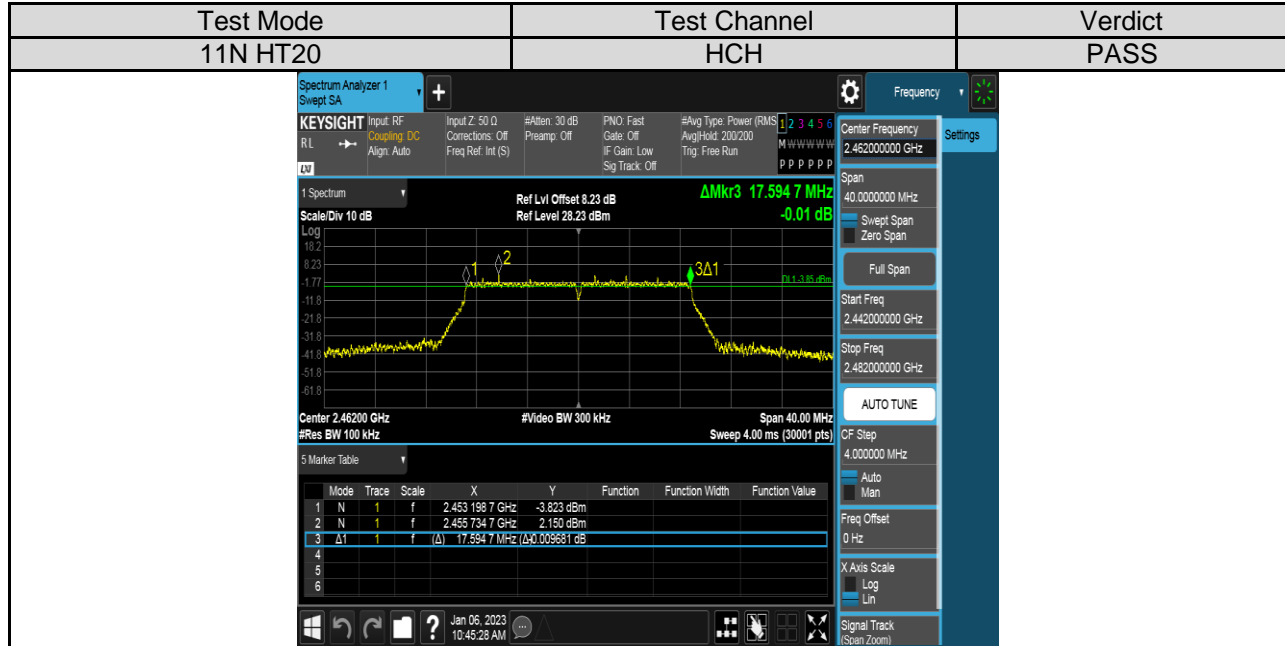 Test Mode Test Channel Verdict
11N HT20 HCH PASS
Spectrum Analyzer 1
Swept SA
+
Frequency
KEYSIGHT Input: RF Input Z: 50 Ω #Atten: 30 dB PNO: Fast #Avg Type: Power (RMS 1 2 3 4 5 6
RL Coupling: DC Corrections: Off Preamp: Off Gate: Off Avg|Hold: 200/200 M W W W W W
Align: Auto Freq Ref: Int (S) IF Gain: Low Trig: Free Run
LXI Sig Track: Off P P P P P P
1 Spectrum
Ref Lvl Offset 8.23 dB
ΔMkr3 17.594 7 MHz
Scale/Div 10 dB Ref Level 28.23 dBm -0.01 dB
Log
18.2
8.23
-1.77
-11.8
-21.8
-31.8
-41.8
-51.8
-61.8
1
2
3Δ1
DL1 -3.85 dBm
Center 2.46200 GHz #Video BW 300 kHz Span 40.00 MHz
#Res BW 100 kHz Sweep 4.00 ms (30001 pts)
5 Marker Table
Mode Trace Scale X Y Function Function Width Function Value
1 N 1 f 2.453 198 7 GHz -3.823 dBm
2 N 1 f 2.455 734 7 GHz 2.150 dBm
3 Δ1 1 f (Δ) 17.594 7 MHz (Δ) -0.009681 dB
4
5
6
?
Jan 06, 2023
10:45:28 AM
Center Frequency
2.462000000 GHz
Span
40.0000000 MHz
Swept Span
Zero Span
Full Span
Start Freq
2.442000000 GHz
Stop Freq
2.482000000 GHz
AUTO TUNE
CF Step
4.000000 MHz
Auto
Man
Freq Offset
0 Hz
X Axis Scale
Log
Lin
Signal Track
(Span Zoom)
Settings